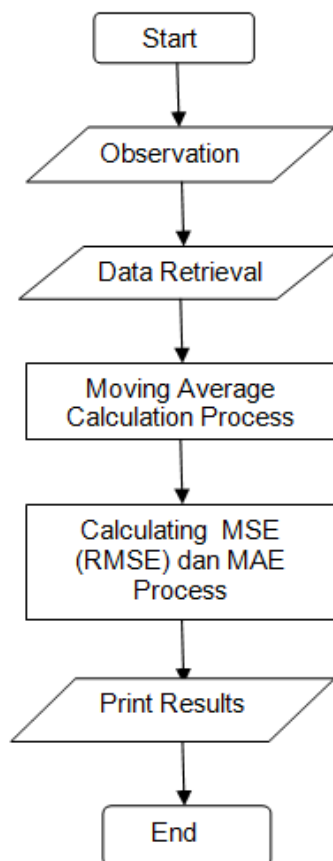 Start
Observation
Data Retrieval
Moving Average
Calculation Process
Calculating MSE
(RMSE) dan MAE
Process
Print Results
End